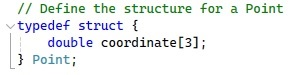 // Define the structure for a Point
typedef struct {
    double coordinate[3];
} Point;